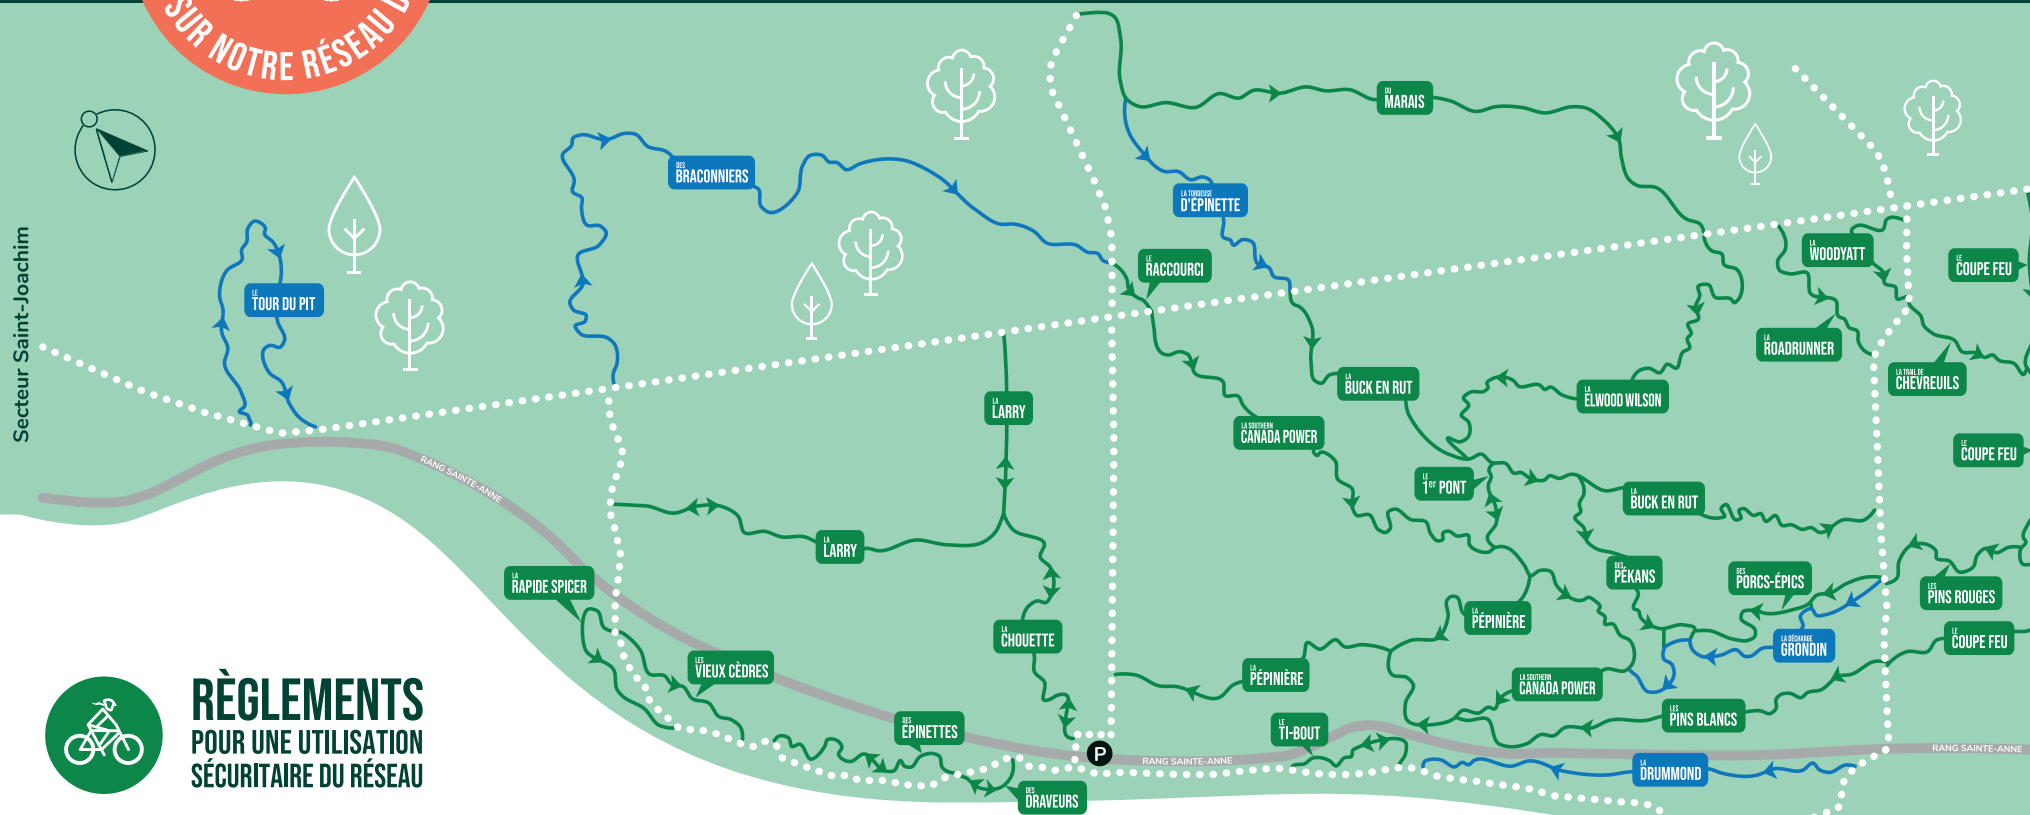 SUR NOTRE RÉSEAU D
DU
MARAIS
DES
BRACONNIERS
LA TORDEUSE
D'ÉPINETTE
Secteur Saint-Joachim
LE
TOUR DU PIT
LE
RACCOURCI
LA
WOODYATT
LE
COUPE FEU
LA
ROADRUNNER
LA TRAIL DE
CHEVREUILS
LA
BUCK EN RUT
LA
ELWOOD WILSON
LA
LARRY
LA SOUTHERN
CANADA POWER
LE
COUPE FEU
RANG SAINTE-ANNE
LE
1er PONT
LA
BUCK EN RUT
LA
LARRY
LA
RAPIDE SPICER
DES
PÉKANS
DES
PORCS-ÉPICS
LES
PINS ROUGES
LA
PÉPINIÈRE
LA
CHOUETTE
LA DÉCHARGE
GRONDIN
LE
COUPE FEU
LES
VIEUX CÈDRES
LA
PÉPINIÈRE
LA SOUTHERN
CANADA POWER
LES
PINS BLANCS
DES
ÉPINETTES
LE
TI-BOUT
P
RANG SAINTE-ANNE
RANG SAINTE-ANNE
LA
DRUMMOND
DES
DRAVEURS
RÈGLEMENTS
POUR UNE UTILISATION
SÉCURITAIRE DU RÉSEAU